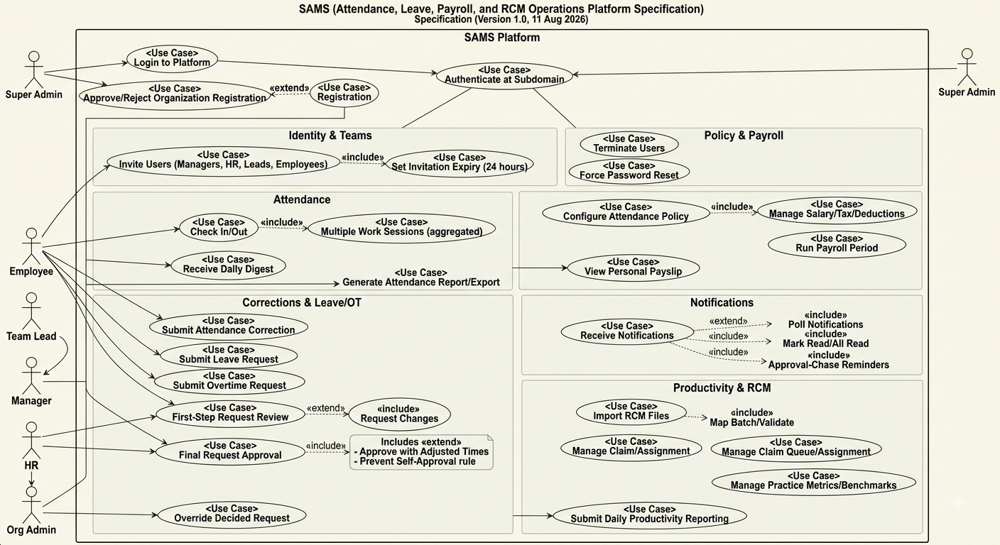 SAMS (Attendance, Leave, Payroll, and RCM Operations Platform Specification)
Specification (Version 1.0, 11 Aug 2026)
SAMS Platform
Super Admin
<Use Case>
Login to Platform
<Use Case>
Approve/Reject Organization Registration
«extend»
<Use Case>
Registration
<Use Case>
Authenticate at Subdomain
Super Admin
Identity & Teams
<Use Case>
Invite Users (Managers, HR, Leads, Employees)
«include»
<Use Case>
Set Invitation Expiry (24 hours)
Policy & Payroll
<Use Case>
Terminate Users
<Use Case>
Force Password Reset
Attendance
<Use Case>
Check In/Out
«include»
<Use Case>
Multiple Work Sessions (aggregated)
<Use Case>
Receive Dally Digest
<Use Case>
Generate Attendance Report/Export
<Use Case>
Configure Attendance Policy
«include»
<Use Case>
Manage Salary/Tax/Deductions
<Use Case>
Run Payroll Period
<Use Case>
View Personal Payslip
Employee
Team Lead
Manager
HR
Org Admin
Corrections & Leave/OT
<Use Case>
Submit Attendance Correction
<Use Case>
Submit Leave Request
<Use Case>
Submit Overtime Request
<Use Case>
First-Step Request Review
«extend»
«include»
Request Changes
<Use Case>
Final Request Approval
«include»
Includes «extend»
- Approve with Adjusted Times
- Prevent Self-Approval rule
<Use Case>
Override Decided Request
Notifications
<Use Case>
Receive Notifications
«extend»
«include»
Poll Notifications
«include»
«include»
Mark Read/All Read
«include»
«include»
Approval-Chase Reminders
Productivity & RCM
<Use Case>
Import RCM Files
«include»
Map Batch/Validate
<Use Case>
Manage Claim/Assignment
<Use Case>
Manage Claim Queue/Assignment
<Use Case>
Manage Practice Metrics/Benchmarks
<Use Case>
Submit Daily Productivity Reporting